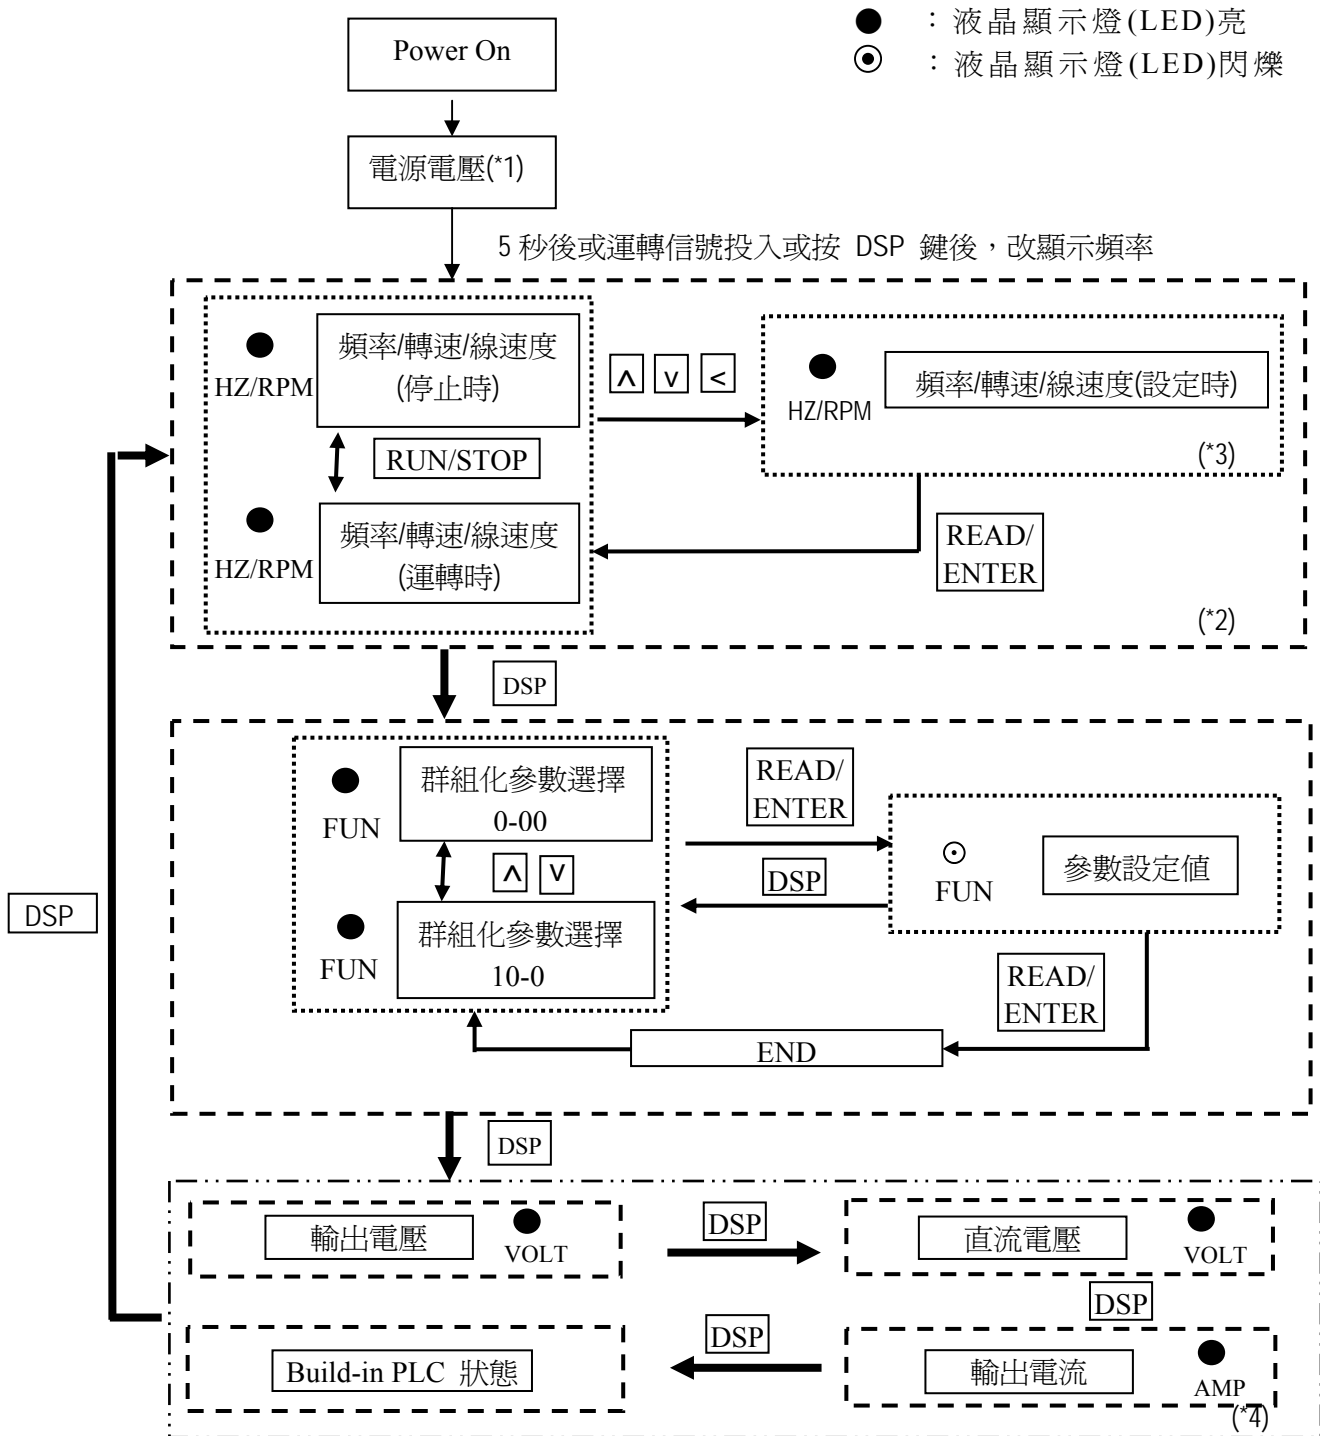 ：液晶顯示燈(LED)亮
：液晶顯示燈(LED)閃爍
Power On
電源電壓(*1)
5 秒後或運轉信號投入或按 DSP 鍵後，改顯示頻率
HZ/RPM
頻率/轉速/線速度
(停止時)
∧ ∨ <
HZ/RPM
頻率/轉速/線速度(設定時)
(*3)
RUN/STOP
HZ/RPM
頻率/轉速/線速度
(運轉時)
READ/
ENTER
(*2)
DSP
FUN
群組化參數選擇
0-00
∧ ∨
FUN
群組化參數選擇
10-0
READ/
ENTER
DSP
FUN
參數設定值
READ/
ENTER
END
DSP
DSP
輸出電壓
VOLT
DSP
直流電壓
VOLT
DSP
Build-in PLC 狀態
DSP
輸出電流
AMP
(*4)